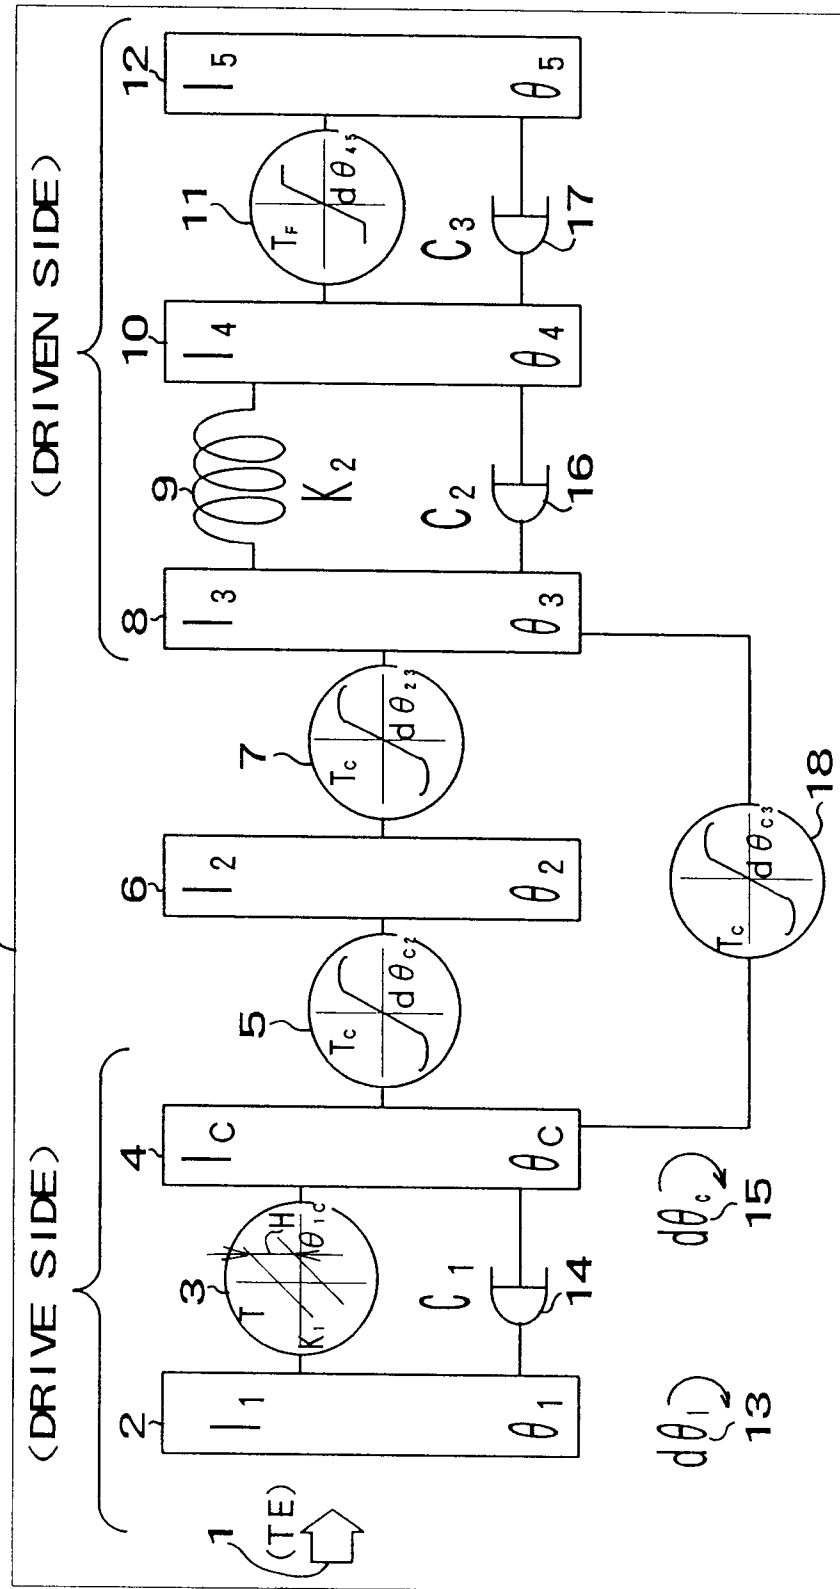 (DRIVE SIDE)
(DRIVEN SIDE)
1
(TE)
2
I1
θ1
3
T
H
K1
θ1C
C1
14
4
IC
θC
5
TC
dθC2
6
I2
θ2
7
TC
dθ23
8
I3
θ3
9
K2
C2
16
10
I4
θ4
11
TF
dθ45
C3
17
12
I5
θ5
dθ1
13
dθc
15
TC
dθC3
18